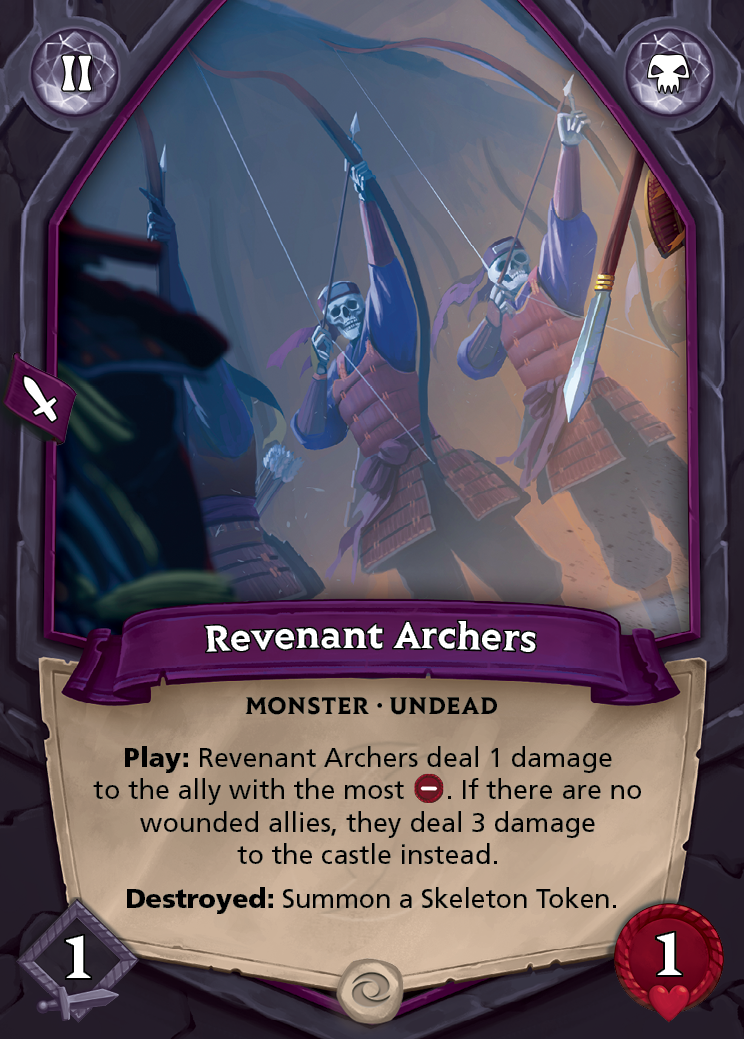 II
Revenant Archers
MONSTER · UNDEAD
Play: Revenant Archers deal 1 damage
to the ally with the most ⛔. If there are no
wounded allies, they deal 3 damage
to the castle instead.
Destroyed: Summon a Skeleton Token.
1
1